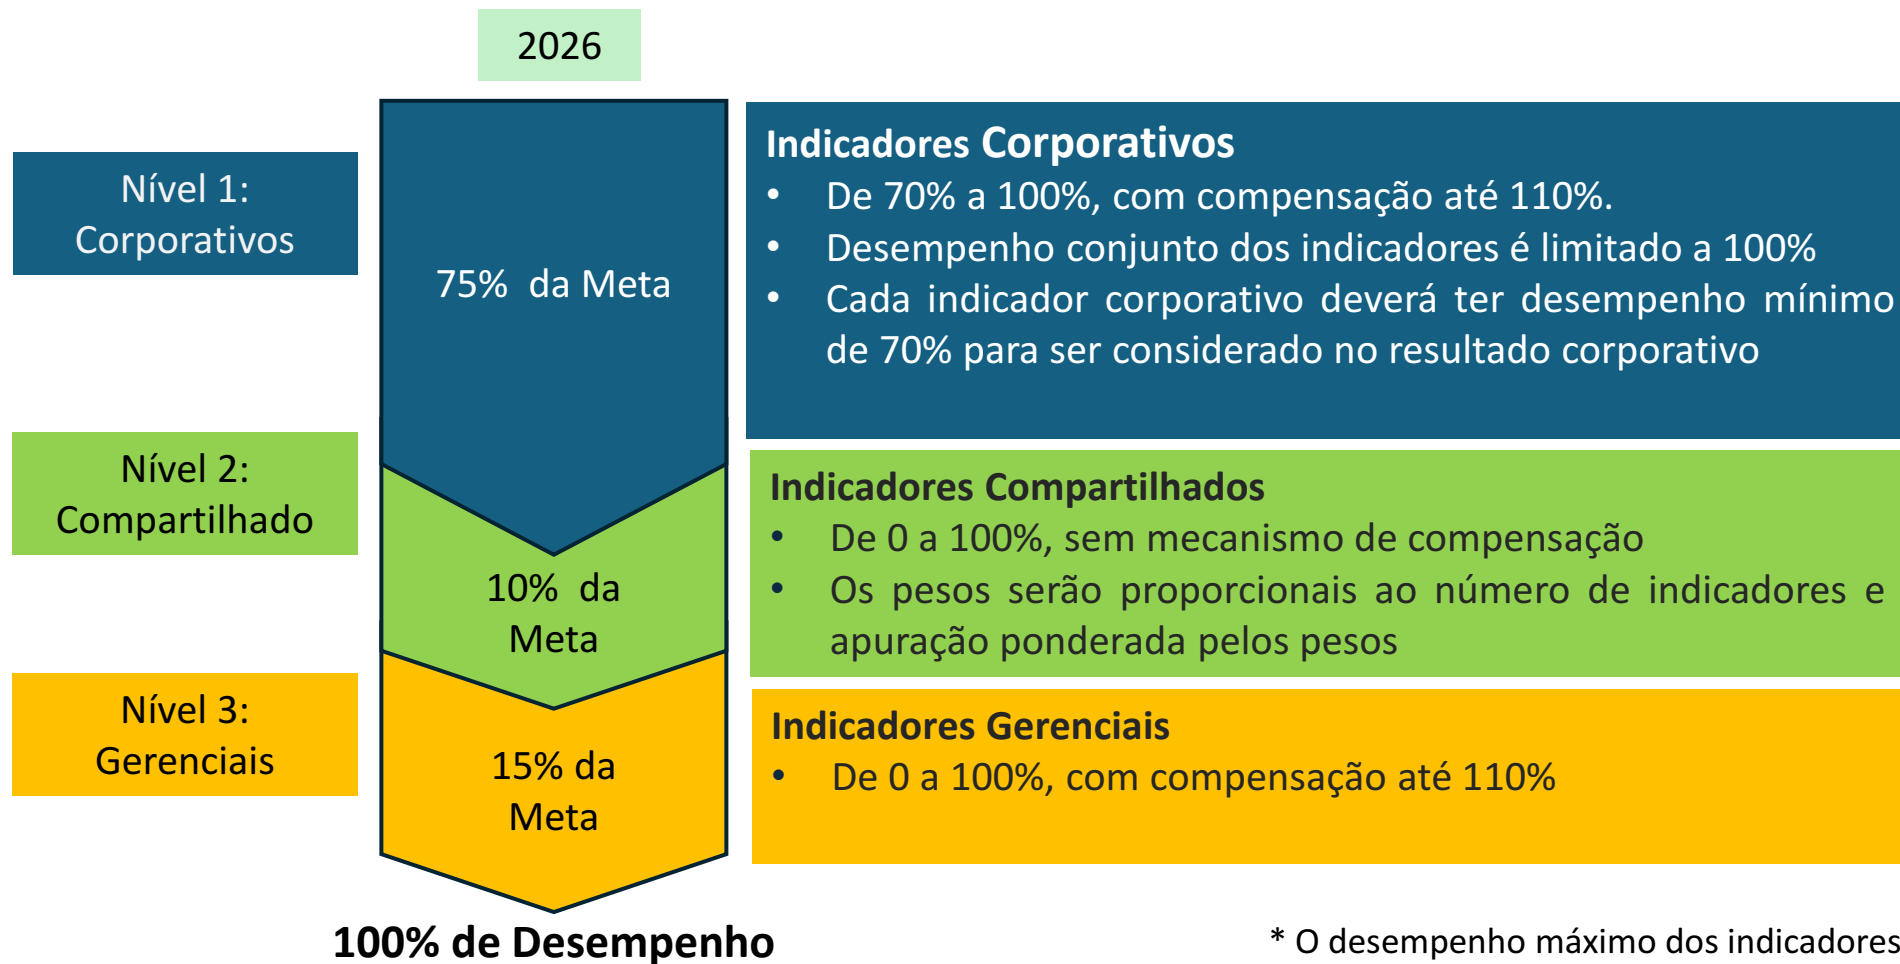 2026
Nível 1:
Corporativos
75% da Meta
Indicadores Corporativos
• De 70% a 100%, com compensação até 110%.
• Desempenho conjunto dos indicadores é limitado a 100%
• Cada indicador corporativo deverá ter desempenho mínimo
de 70% para ser considerado no resultado corporativo
Nível 2:
Compartilhado
10% da
Meta
Indicadores Compartilhados
• De 0 a 100%, sem mecanismo de compensação
• Os pesos serão proporcionais ao número de indicadores e
apuração ponderada pelos pesos
Nível 3:
Gerenciais
15% da
Meta
Indicadores Gerenciais
• De 0 a 100%, com compensação até 110%
100% de Desempenho
* O desempenho máximo dos indicadores